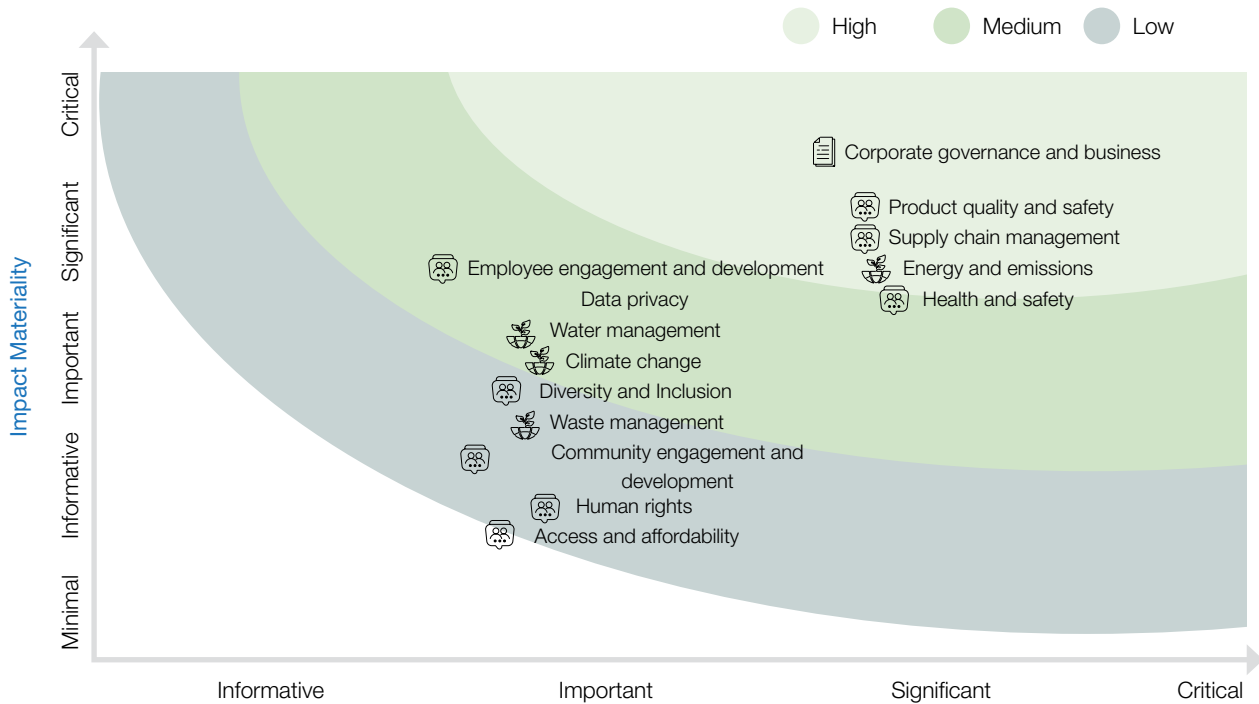 High
Medium
Low
Impact Materiality
Critical
Significant
Important
Informative
Minimal
Corporate governance and business
Product quality and safety
Supply chain management
Energy and emissions
Health and safety
Employee engagement and development
Data privacy
Water management
Climate change
Diversity and Inclusion
Waste management
Community engagement and
development
Human rights
Access and affordability
Informative
Important
Significant
Critical